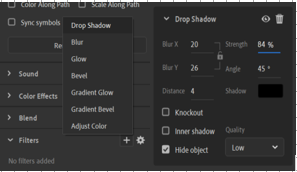 Color Along Path
Scale Along Path
Sync symbols
Re
Sound
Color Effects
Blend
Filters
No filters added
Drop Shadow
Blur
Glow
Bevel
Gradient Glow
Gradient Bevel
Adjust Color
Drop Shadow
Blur X 20 Strength 84 %
Blur Y 26 Angle 45 °
Distance 4 Shadow
Knockout
Inner shadow Quality
Hide object Low